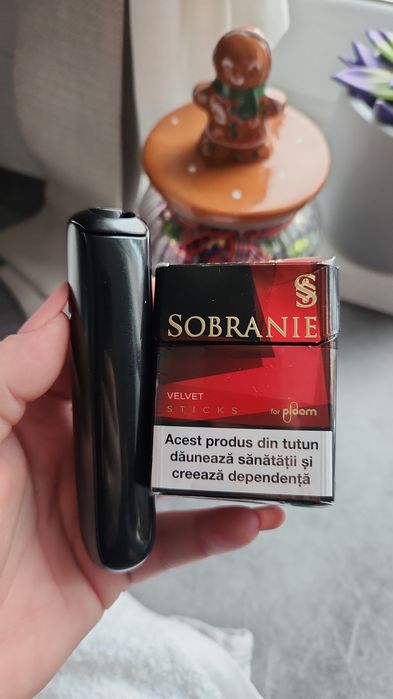 SOBRANIE
VELVET
STICKS for ploom
Acest produs din tutun
dăunează sănătății și
creează dependență